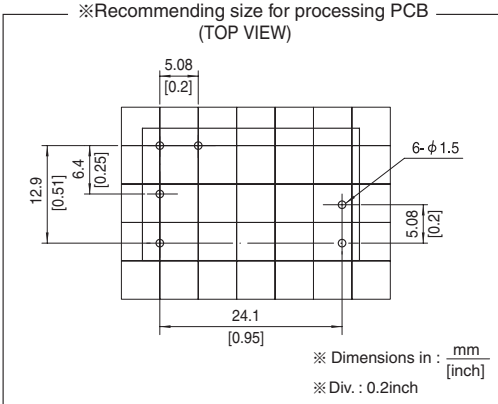 ※Recommending size for processing PCB
(TOP VIEW)
5.08
[0.2]
6-φ1.5
12.9
[0.51]
6.4
[0.25]
5.08
[0.2]
24.1
[0.95]
※ Dimensions in : mm
[inch]
※Div. : 0.2inch